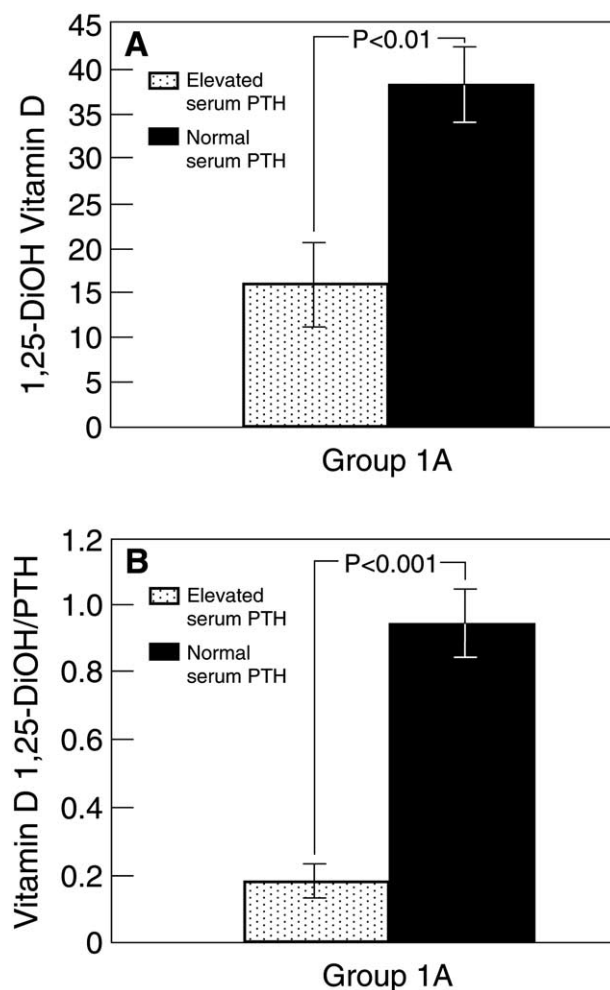 A
1,25-DiOH Vitamin D
45
40
35
30
25
20
15
10
5
0
Elevated
serum PTH
Normal
serum PTH
P<0.01
Group 1A
B
Vitamin D 1,25-DiOH/PTH
1.2
1.0
0.8
0.6
0.4
0.2
0
Elevated
serum PTH
Normal
serum PTH
P<0.001
Group 1A